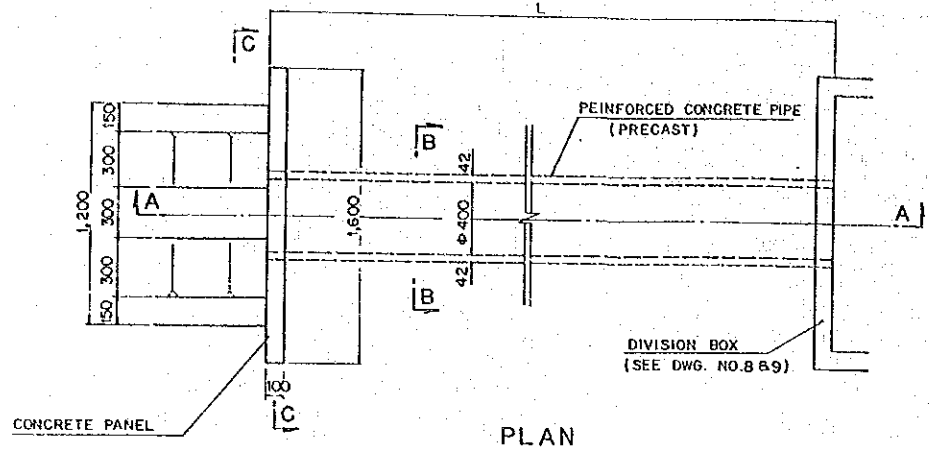 L
C
150
300
300
300
150
1,200
A
B
42
Φ400
42
B
1,600
PEINFORCED CONCRETE PIPE
(PRECAST)
A
DIVISION BOX
(SEE DWG. NO.8&9)
100
C
CONCRETE PANEL
PLAN